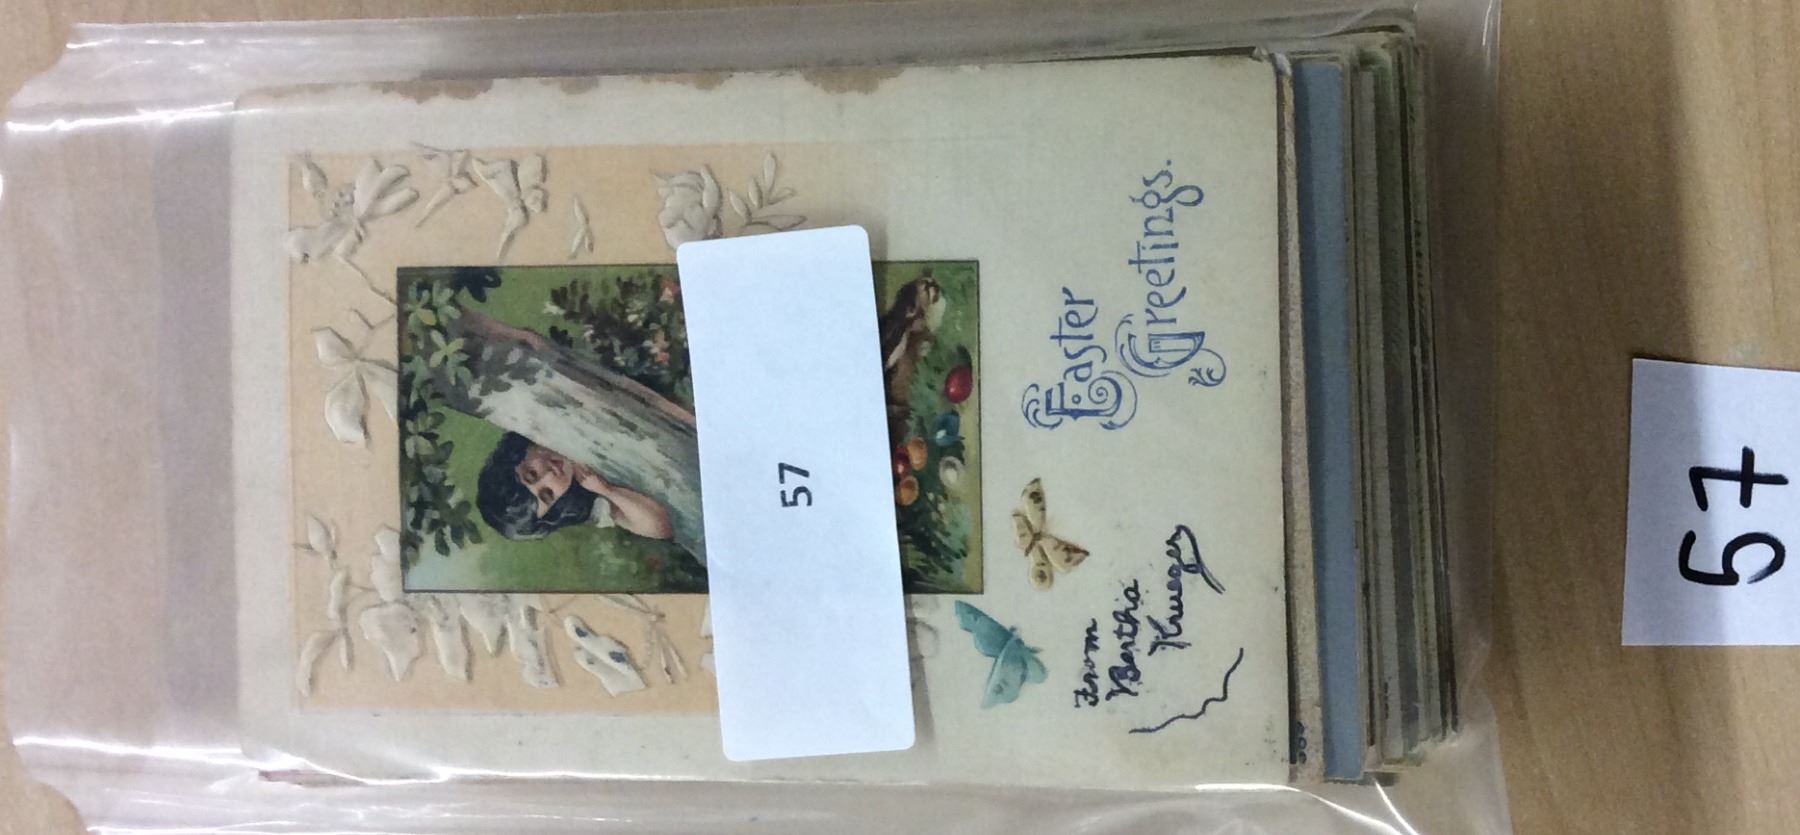 Easter
Greetings.
From
Bertha
Krueger
57
57